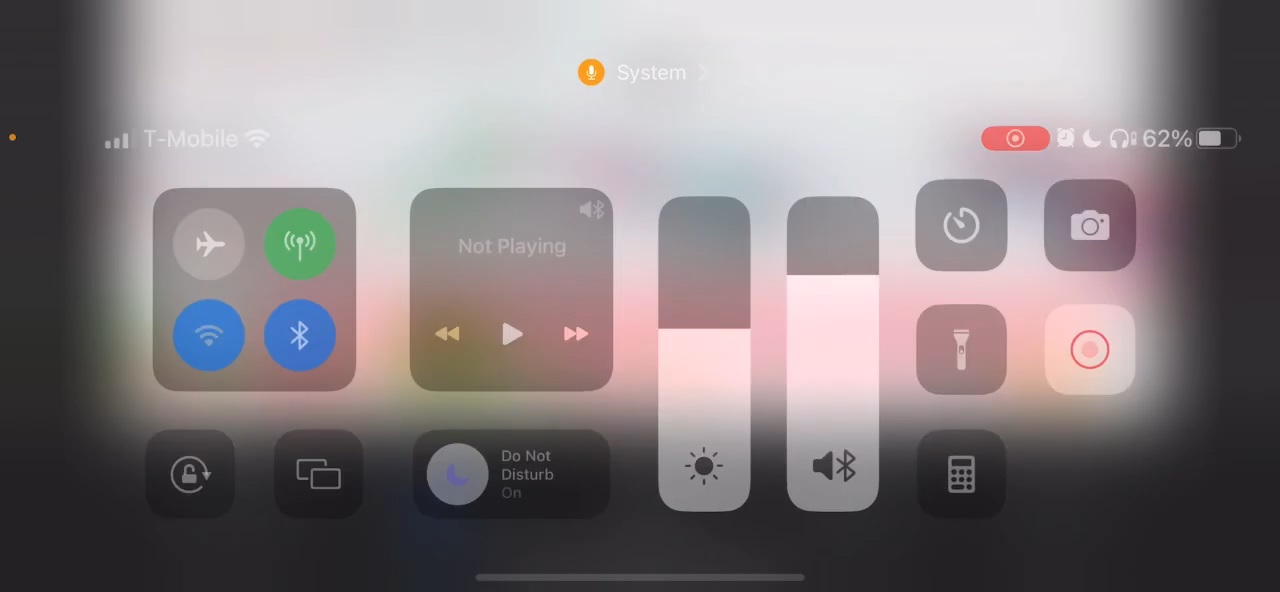 System
T-Mobile
62%
Not Playing
Do Not
Disturb
On